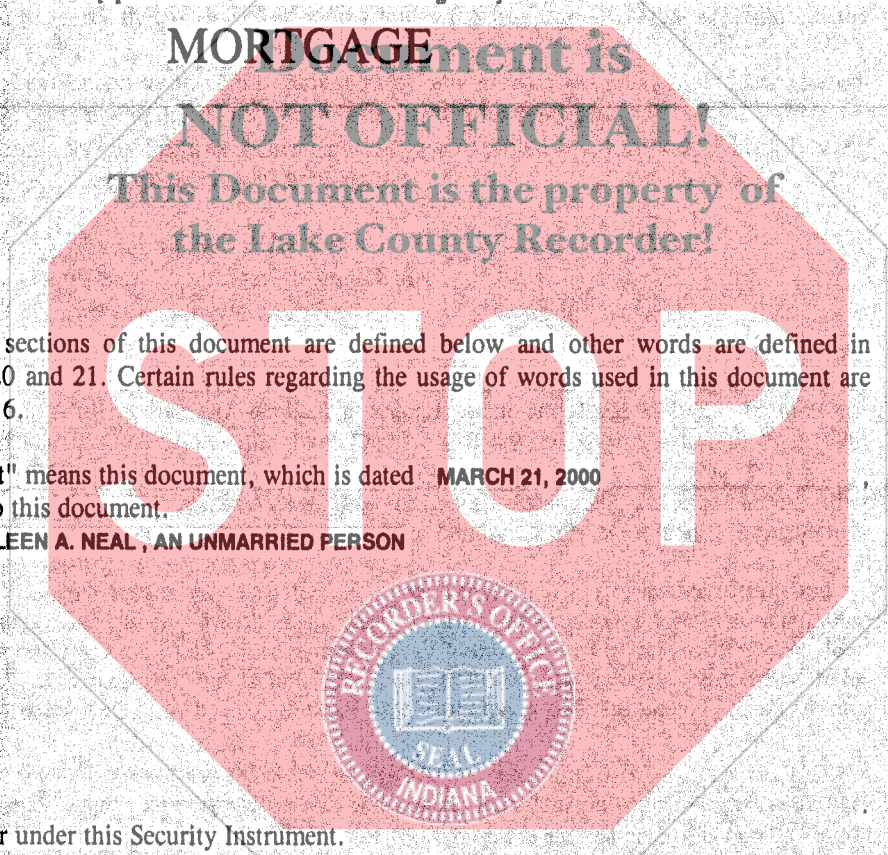 MORTGAGE
Document is
NOT OFFICIAL!
This Document is the property of
the Lake County Recorder!
sections of this document are defined below and other words are defined in
0 and 21. Certain rules regarding the usage of words used in this document are
6.
STOP
" means this document, which is dated MARCH 21, 2000 ,
this document.
LEEN A. NEAL , AN UNMARRIED PERSON
RECORDER'S OFFICE
SEAL
INDIANA
.
r under this Security Instrument.